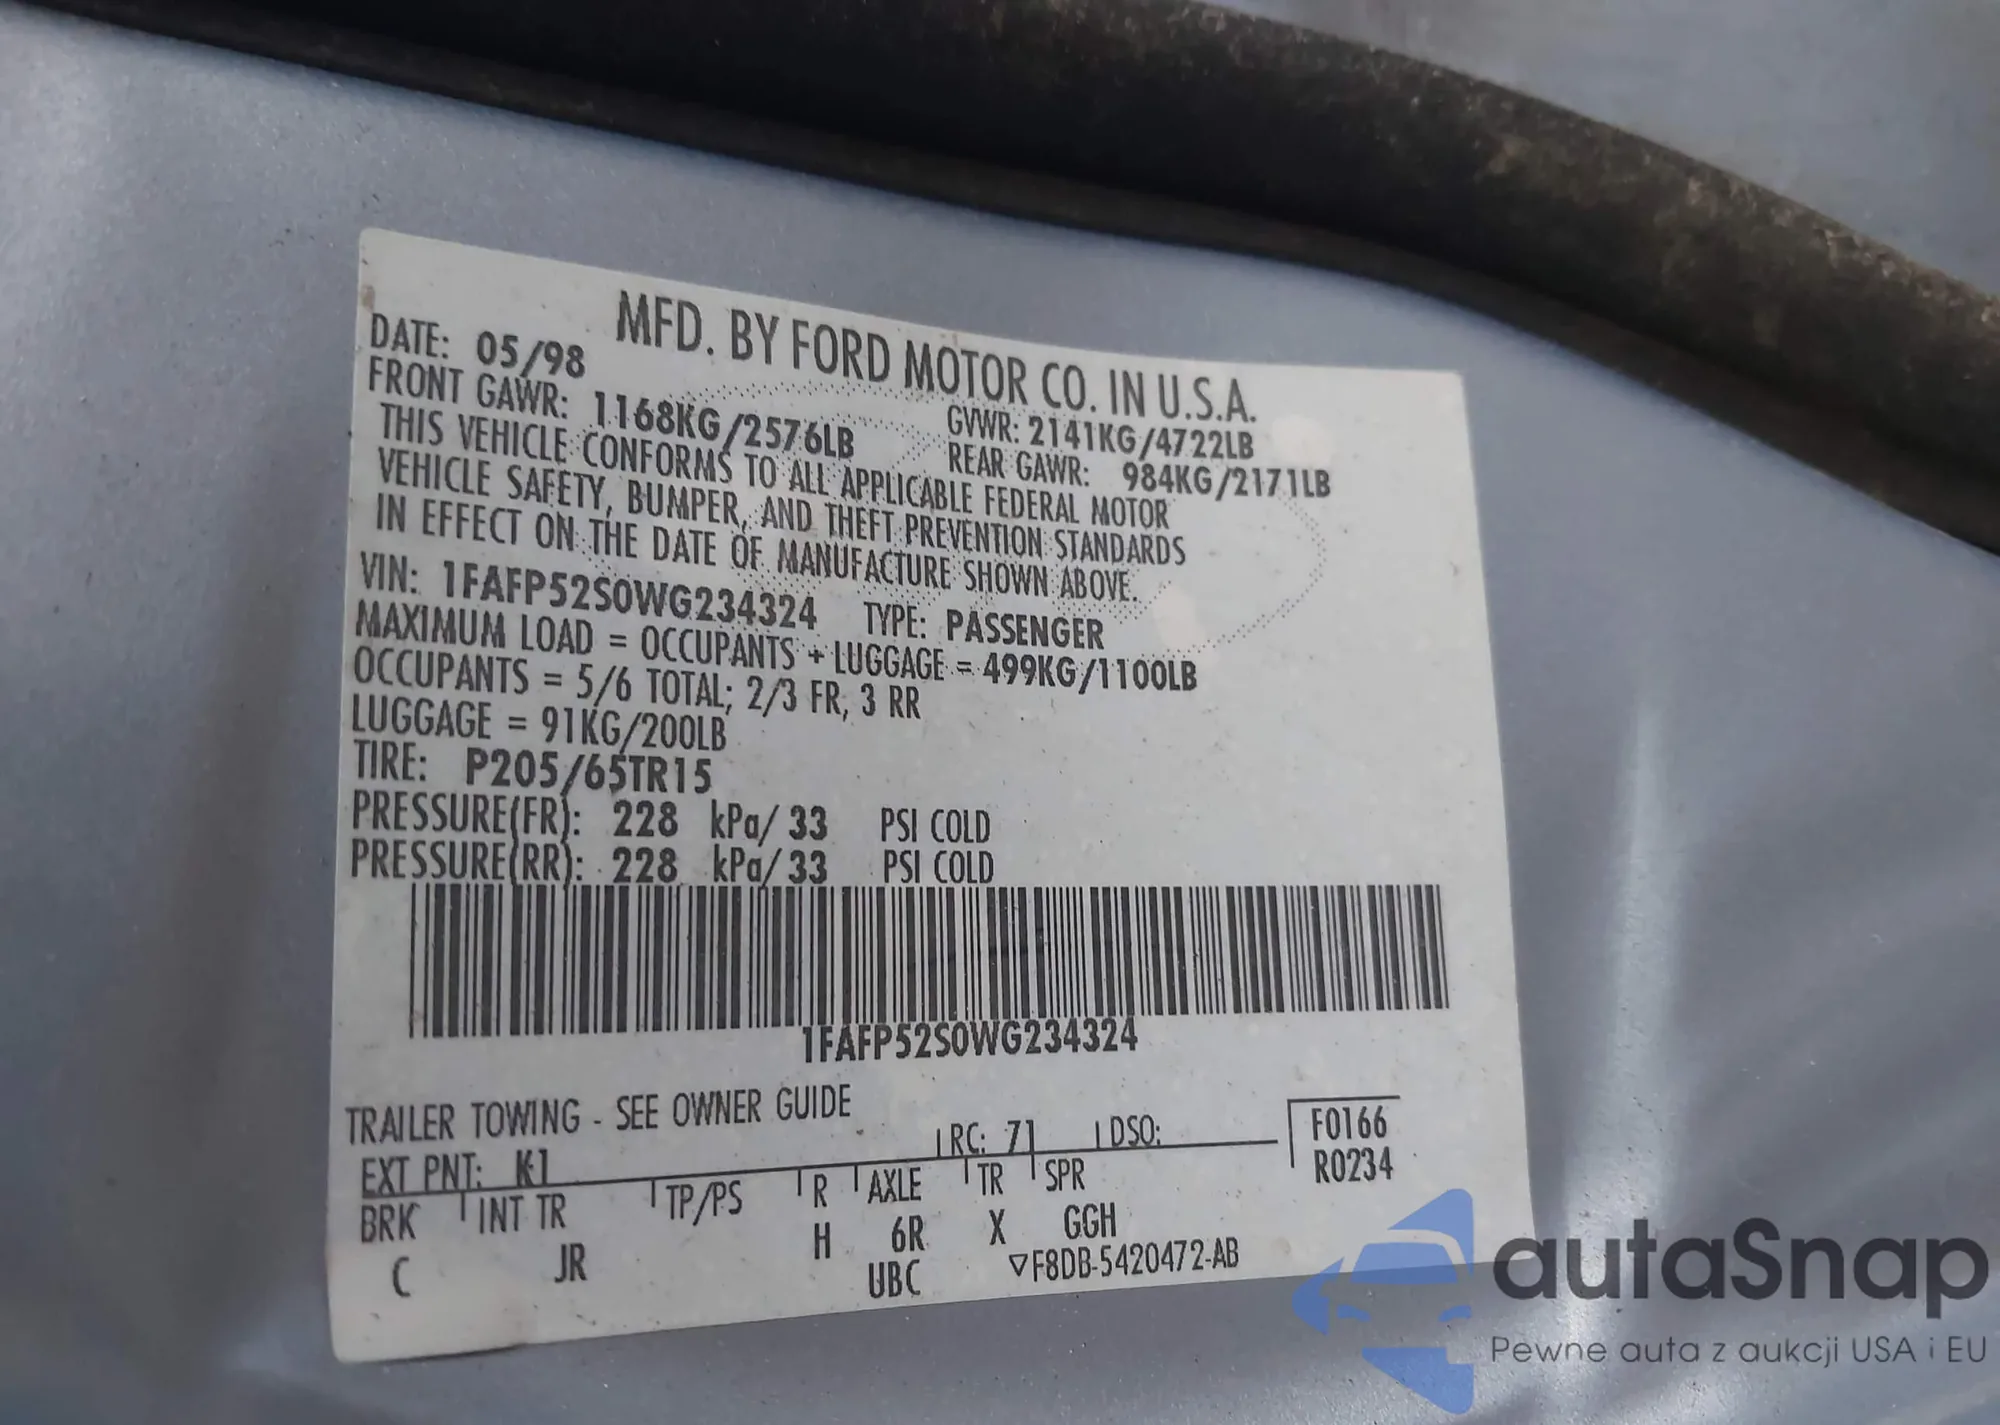 MFD. BY FORD MOTOR CO. IN U.S.A.
DATE: 05/98 GVWR: 2141KG/4722LB
FRONT GAWR: 1168KG/2576LB REAR GAWR: 984KG/2171LB
THIS VEHICLE CONFORMS TO ALL APPLICABLE FEDERAL MOTOR
VEHICLE SAFETY, BUMPER, AND THEFT PREVENTION STANDARDS
IN EFFECT ON THE DATE OF MANUFACTURE SHOWN ABOVE.
VIN: 1FAFP52S0WG234324 TYPE: PASSENGER
MAXIMUM LOAD = OCCUPANTS + LUGGAGE = 499KG/1100LB
OCCUPANTS = 5/6 TOTAL; 2/3 FR, 3 RR
LUGGAGE = 91KG/200LB
TIRE: P205/65TR15
PRESSURE(FR): 228 kPa/ 33 PSI COLD
PRESSURE(RR): 228 kPa/ 33 PSI COLD
1FAFP52S0WG234324
TRAILER TOWING - SEE OWNER GUIDE
EXT PNT: K1 RC: 71 DSO: F0166
R0234
BRK INT TR TP/PS R AXLE TR SPR
C JR H 6R X GGH
UBC ▽F8DB-5420472-AB
autaSnap
Pewne auta z aukcji USA i EU